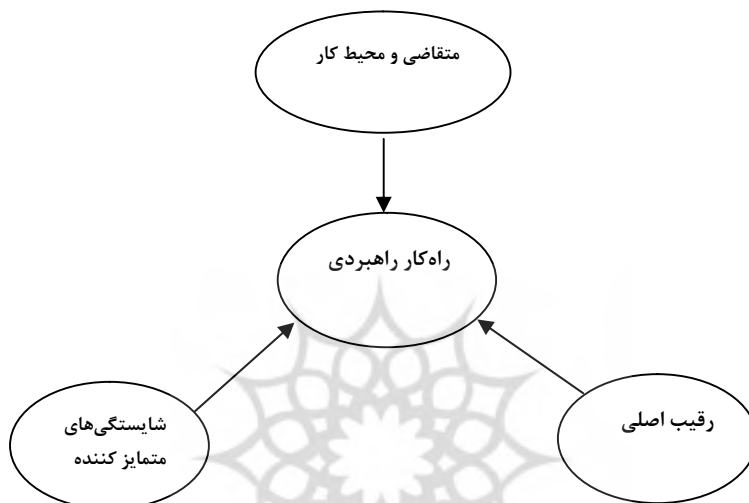 متقاضی و محیط کار
راه‌کار راهبردی
رقیب اصلی
شایستگی‌های
متمایز کننده